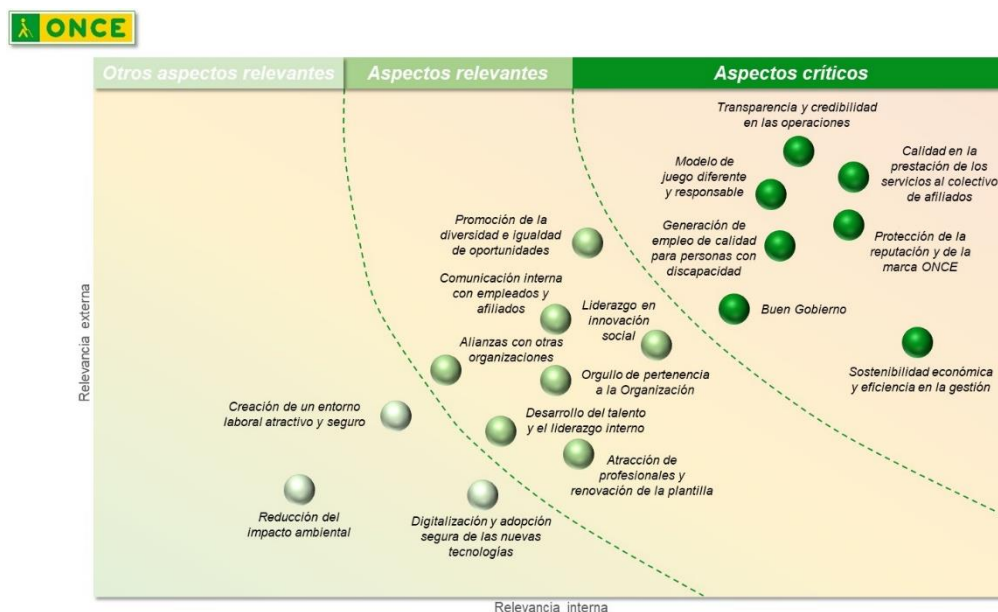 ONCE
Otros aspectos relevantes
Aspectos relevantes
Aspectos críticos
Transparencia y credibilidad
en las operaciones
Calidad en la
prestación de los
servicios al colectivo
de afiliados
Modelo de
juego diferente
y responsable
Promoción de la
diversidad e igualdad
de oportunidades
Generación de
empleo de calidad
para personas con
discapacidad
Protección de la
reputación y de la
marca ONCE
Comunicación interna
con empleados y
afiliados
Liderazgo en
innovación
social
Buen Gobierno
Alianzas con otras
organizaciones
Sostenibilidad económica
y eficiencia en la gestión
Orgullo de pertenencia
a la Organización
Creación de un entorno
laboral atractivo y seguro
Desarrollo del talento
y el liderazgo interno
Atracción de
profesionales y
renovación de la plantilla
Reducción del
impacto ambiental
Digitalización y adopción
segura de las nuevas
tecnologías
Relevancia externa
Relevancia interna